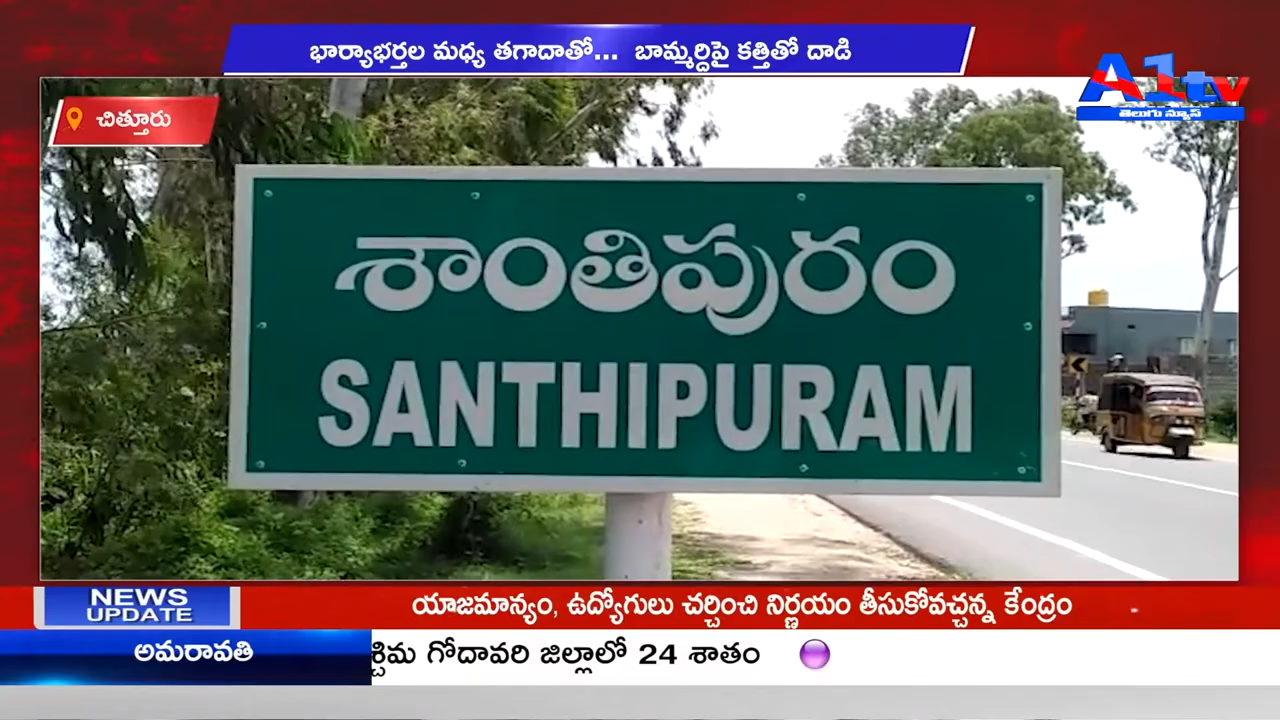 భార్యాభర్తల మధ్య తగాదాతో... బామ్మర్దిపై కత్తితో దాడి
A1tv
తెలుగు న్యూస్
చిత్తూరు
శాంతిపురం
SANTHIPURAM
NEWS
UPDATE
యాజమాన్యం, ఉద్యోగులు చర్చించి నిర్ణయం తీసుకోవచ్చన్న కేంద్రం
అమరావతి
గోదావరి జిల్లాలో 24 శాతం